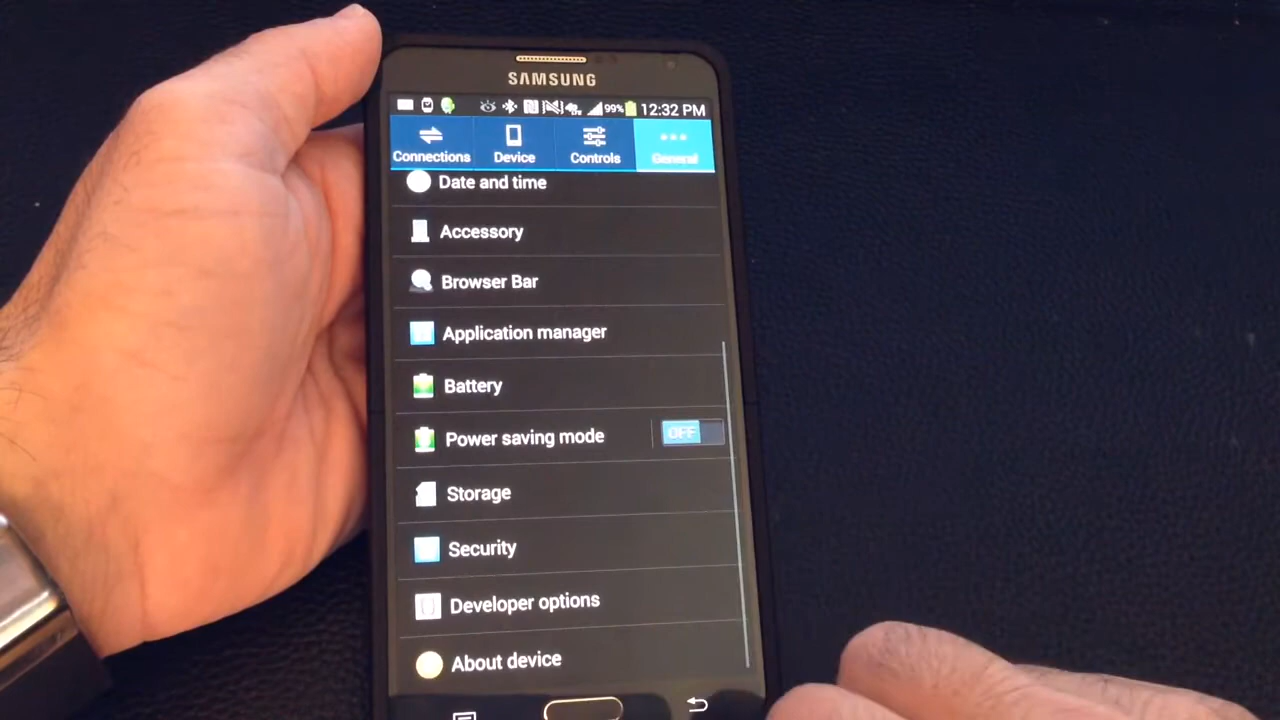 SAMSUNG
99% 12:32 PM
Connections Device Controls General
Date and time
Accessory
Browser Bar
Application manager
Battery
Power saving mode OFF
Storage
Security
Developer options
About device